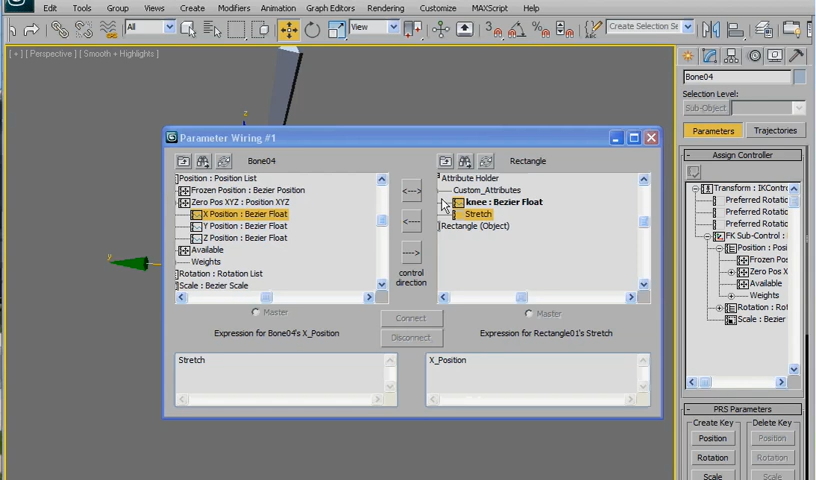 Edit Tools Group Views Create Modifiers Animation Graph Editors Rendering Customize MAXScript Help
All
View
3
Create Selection Se
[ + ] [ Perspective ] [ Smooth + Highlights ]
z
y
Parameter Wiring #1
Bone04
Rectangle
Position : Position List
Frozen Position : Bezier Position
Zero Pos XYZ : Position XYZ
X Position : Bezier Float
Y Position : Bezier Float
Z Position : Bezier Float
Available
Weights
Rotation : Rotation List
Scale : Bezier Scale
<--->
<----
---->
control
direction
Attribute Holder
Custom_Attributes
knee : Bezier Float
Stretch
Rectangle (Object)
Master
Master
Connect
Disconnect
Expression for Bone04's X_Position
Expression for Rectangle01's Stretch
Stretch
X_Position
Bone04
Selection Level:
Sub-Object
Parameters
Trajectories
Assign Controller
Transform : IKContro
Preferred Rotatio
Preferred Rotatio
Preferred Rotatio
FK Sub-Control :
Position : Posi
Frozen Pos
Zero Pos X
Available
Weights
Rotation : Rot
Scale : Bezier
PRS Parameters
Create Key
Delete Key
Position
Position
Rotation
Rotation
Scale
Scale